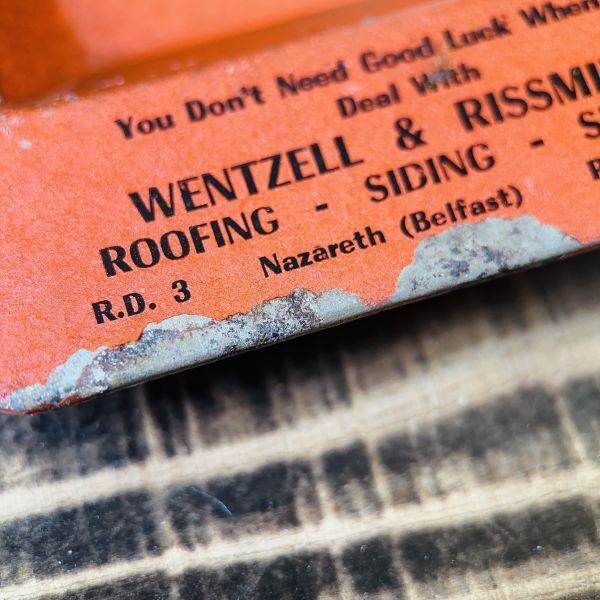 You Don't Need Good Luck When
Deal With
WENTZELL & RISSMI
ROOFING - SIDING - S
R.D. 3 Nazareth (Belfast)